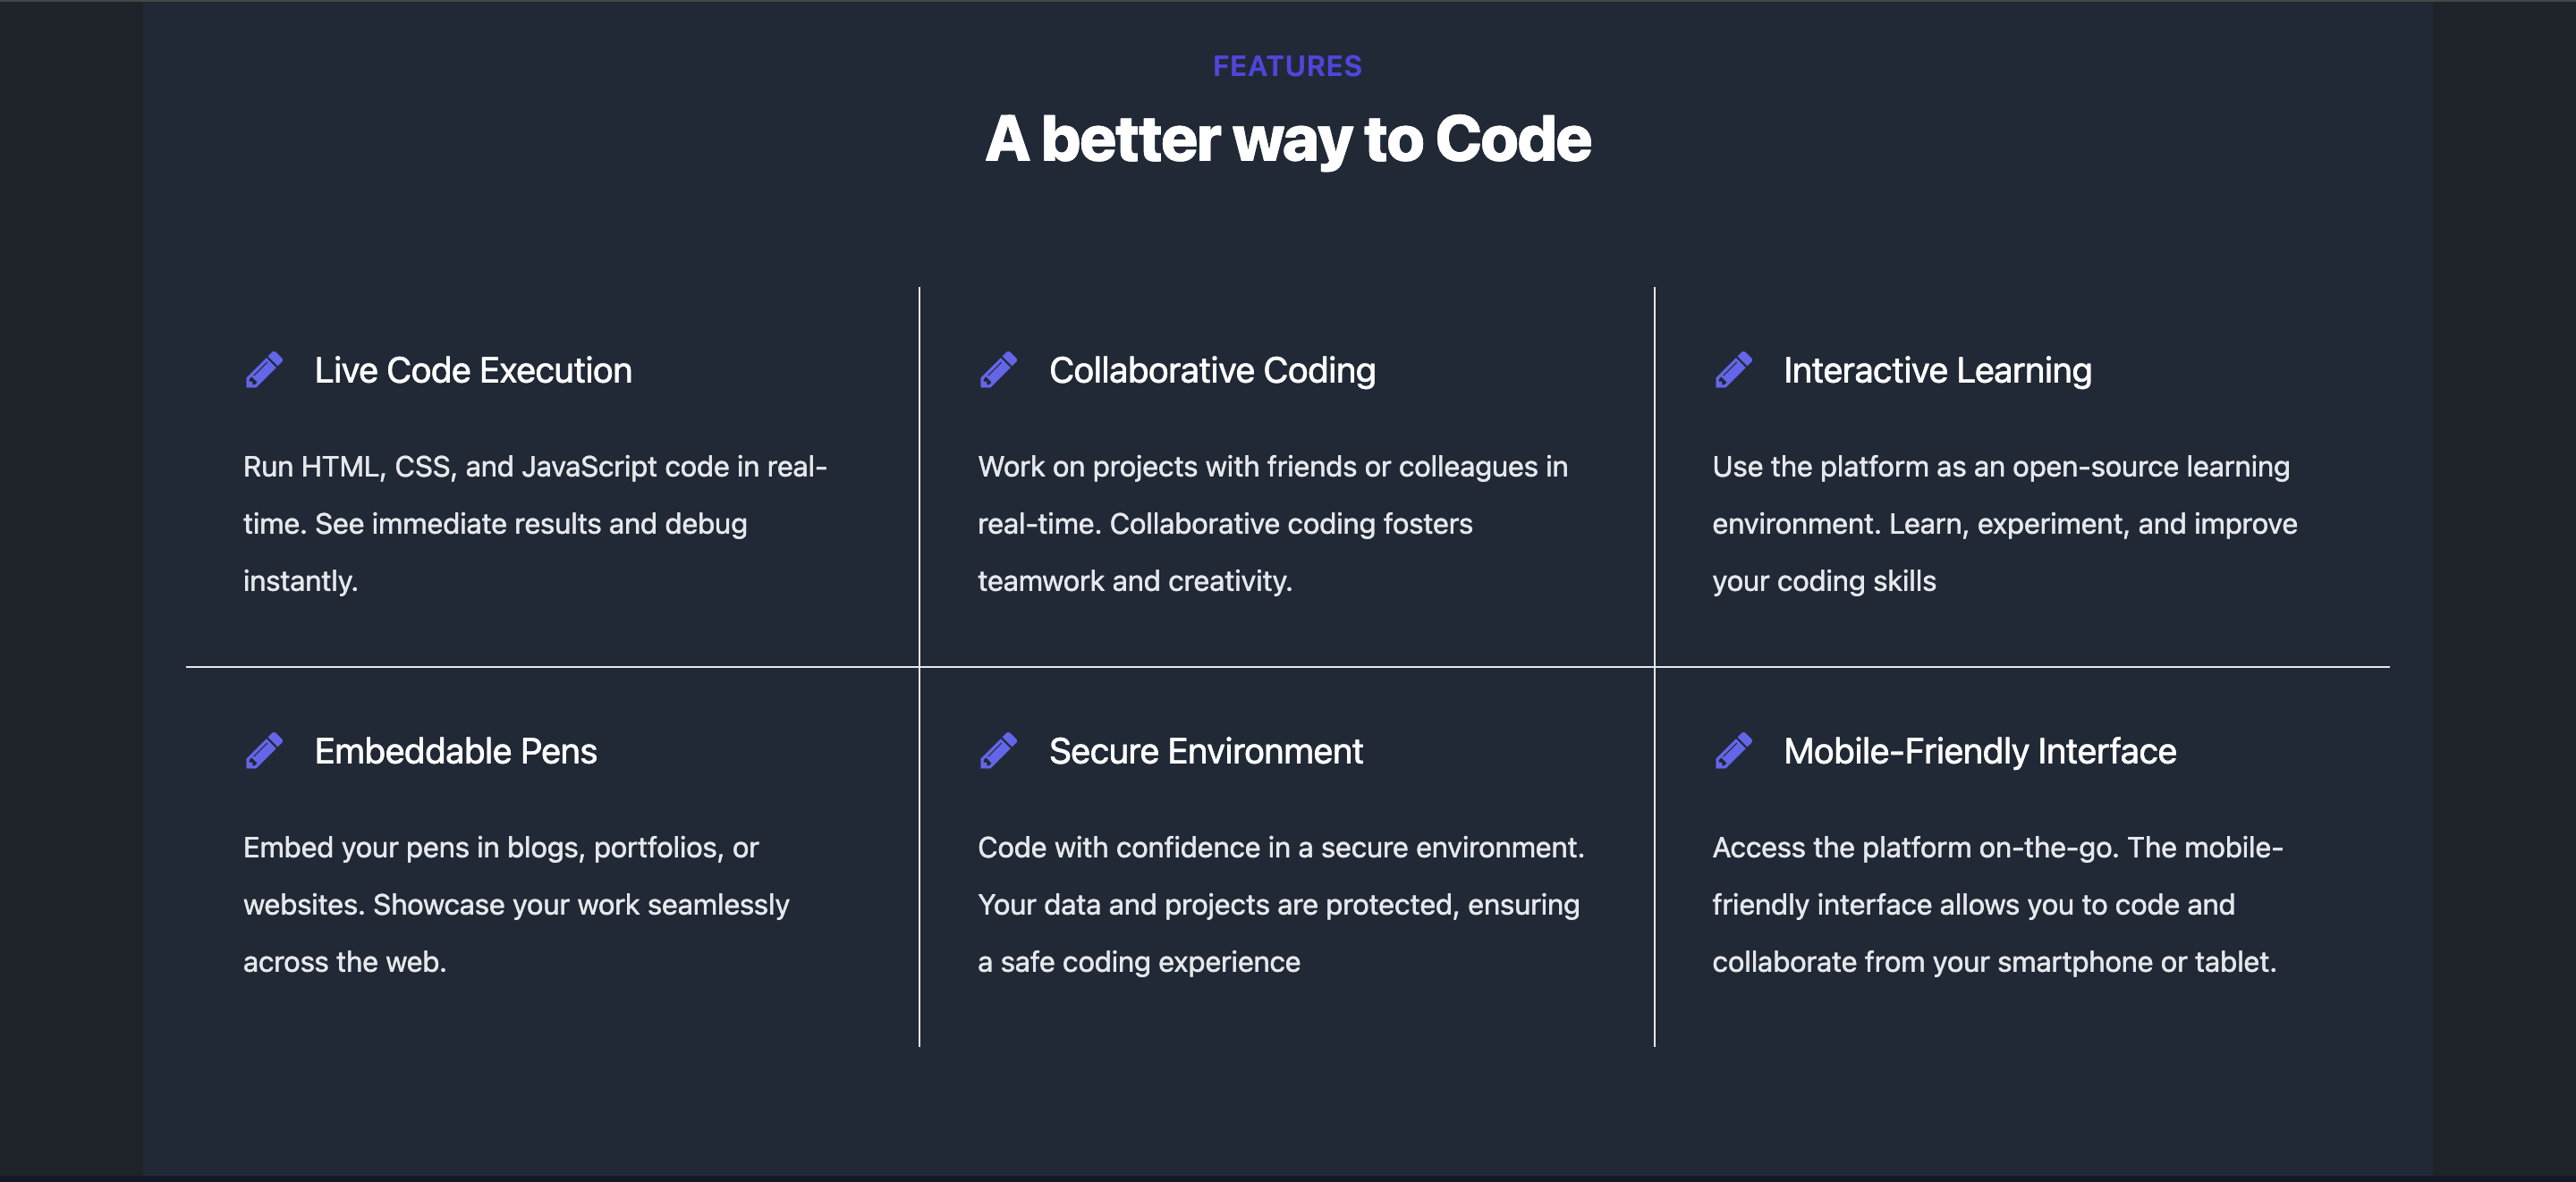 FEATURES
A better way to Code
Live Code Execution
Run HTML, CSS, and JavaScript code in real-
time. See immediate results and debug
instantly.
Collaborative Coding
Work on projects with friends or colleagues in
real-time. Collaborative coding fosters
teamwork and creativity.
Interactive Learning
Use the platform as an open-source learning
environment. Learn, experiment, and improve
your coding skills
Embeddable Pens
Embed your pens in blogs, portfolios, or
websites. Showcase your work seamlessly
across the web.
Secure Environment
Code with confidence in a secure environment.
Your data and projects are protected, ensuring
a safe coding experience
Mobile-Friendly Interface
Access the platform on-the-go. The mobile-
friendly interface allows you to code and
collaborate from your smartphone or tablet.